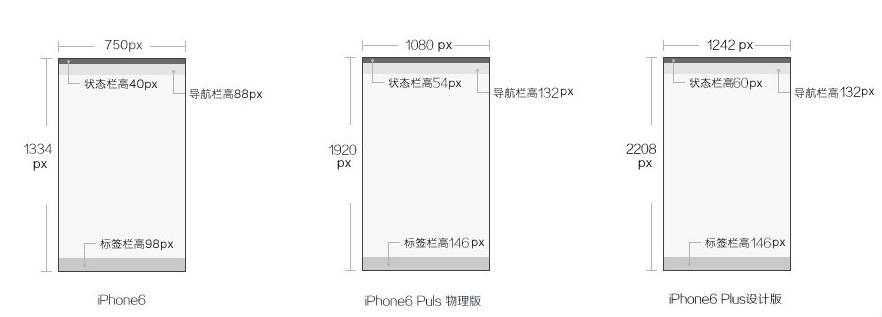 750px
状态栏高40px
导航栏高88px
1334
px
标签栏高98px
iPhone6
1080 px
状态栏高54px
导航栏高132px
1920
px
标签栏高146px
iPhone6 Puls 物理版
1242 px
状态栏高60px
导航栏高132px
2208
px
标签栏高146px
iPhone6 Plus设计版